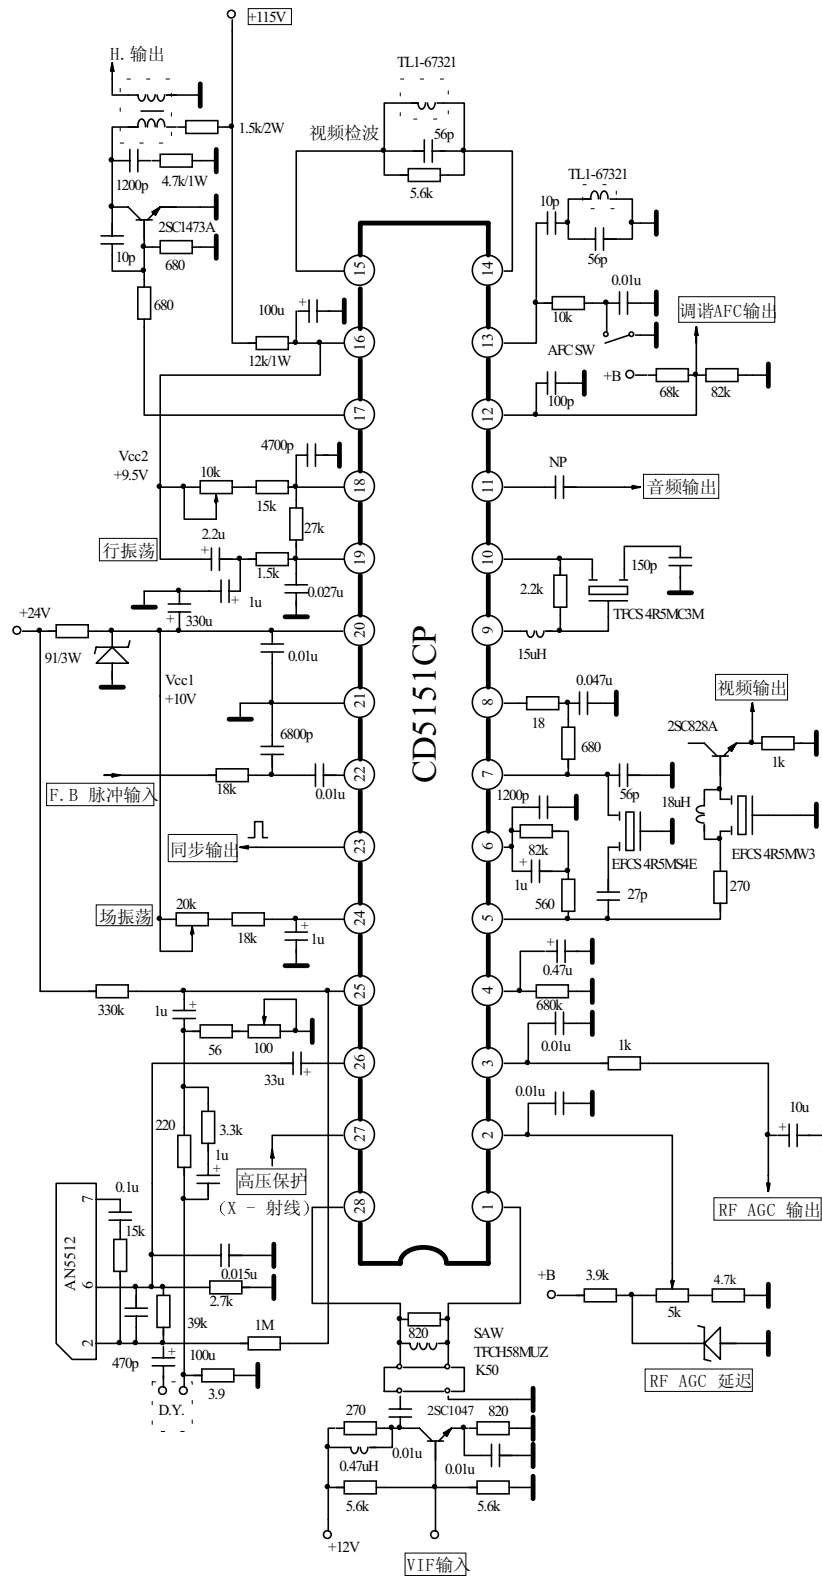 +115V
H. 输出
TL1-67321
1.5k/2W
视频检波
56p
5.6k
1200p
4.7k/1W
TL1-67321
2SC1473A
10p
10p
680
56p
15
14
680
100u
0.01u
10k
调谐AFC输出
12k/1W
16
13
AFC SW
+B
68k
82k
17
12
100p
Vcc2
+9.5V
4700p
10k
15k
18
11
NP
音频输出
27k
2.2u
行振荡
1.5k
19
10
150p
2.2k
0.027u
1u
TFCS 4R5MC3M
330u
+24V
20
9
91/3W
15uH
0.01u
CD5151CP
Vcc1
+10V
0.047u
视频输出
21
8
18
2SC828A
6800p
680
1k
22
7
18k
0.01u
56p
F.B 脉冲输入
1200p
18uH
同步输出
23
6
82k
EFCS 4R5MS4E
EFCS 4R5MW3
1u
27p
270
20k
560
场振荡
24
5
18k
1u
0.47u
25
4
330k
680k
1u
56
100
0.01u
26
3
1k
33u
0.01u
10u
220
3.3k
27
2
1u
高压保护
(X - 射线)
28
1
RF AGC 输出
7
0.1u
15k
AN5512
6
0.015u
2.7k
+B
3.9k
5k
4.7k
39k
2
1M
820
SAW
TFCH58MUZ
K50
470p
100u
3.9
RF AGC 延迟
D.Y.
270
2SC1047
820
0.01u
0.47uH
0.01u
5.6k
5.6k
+12V
VIF输入